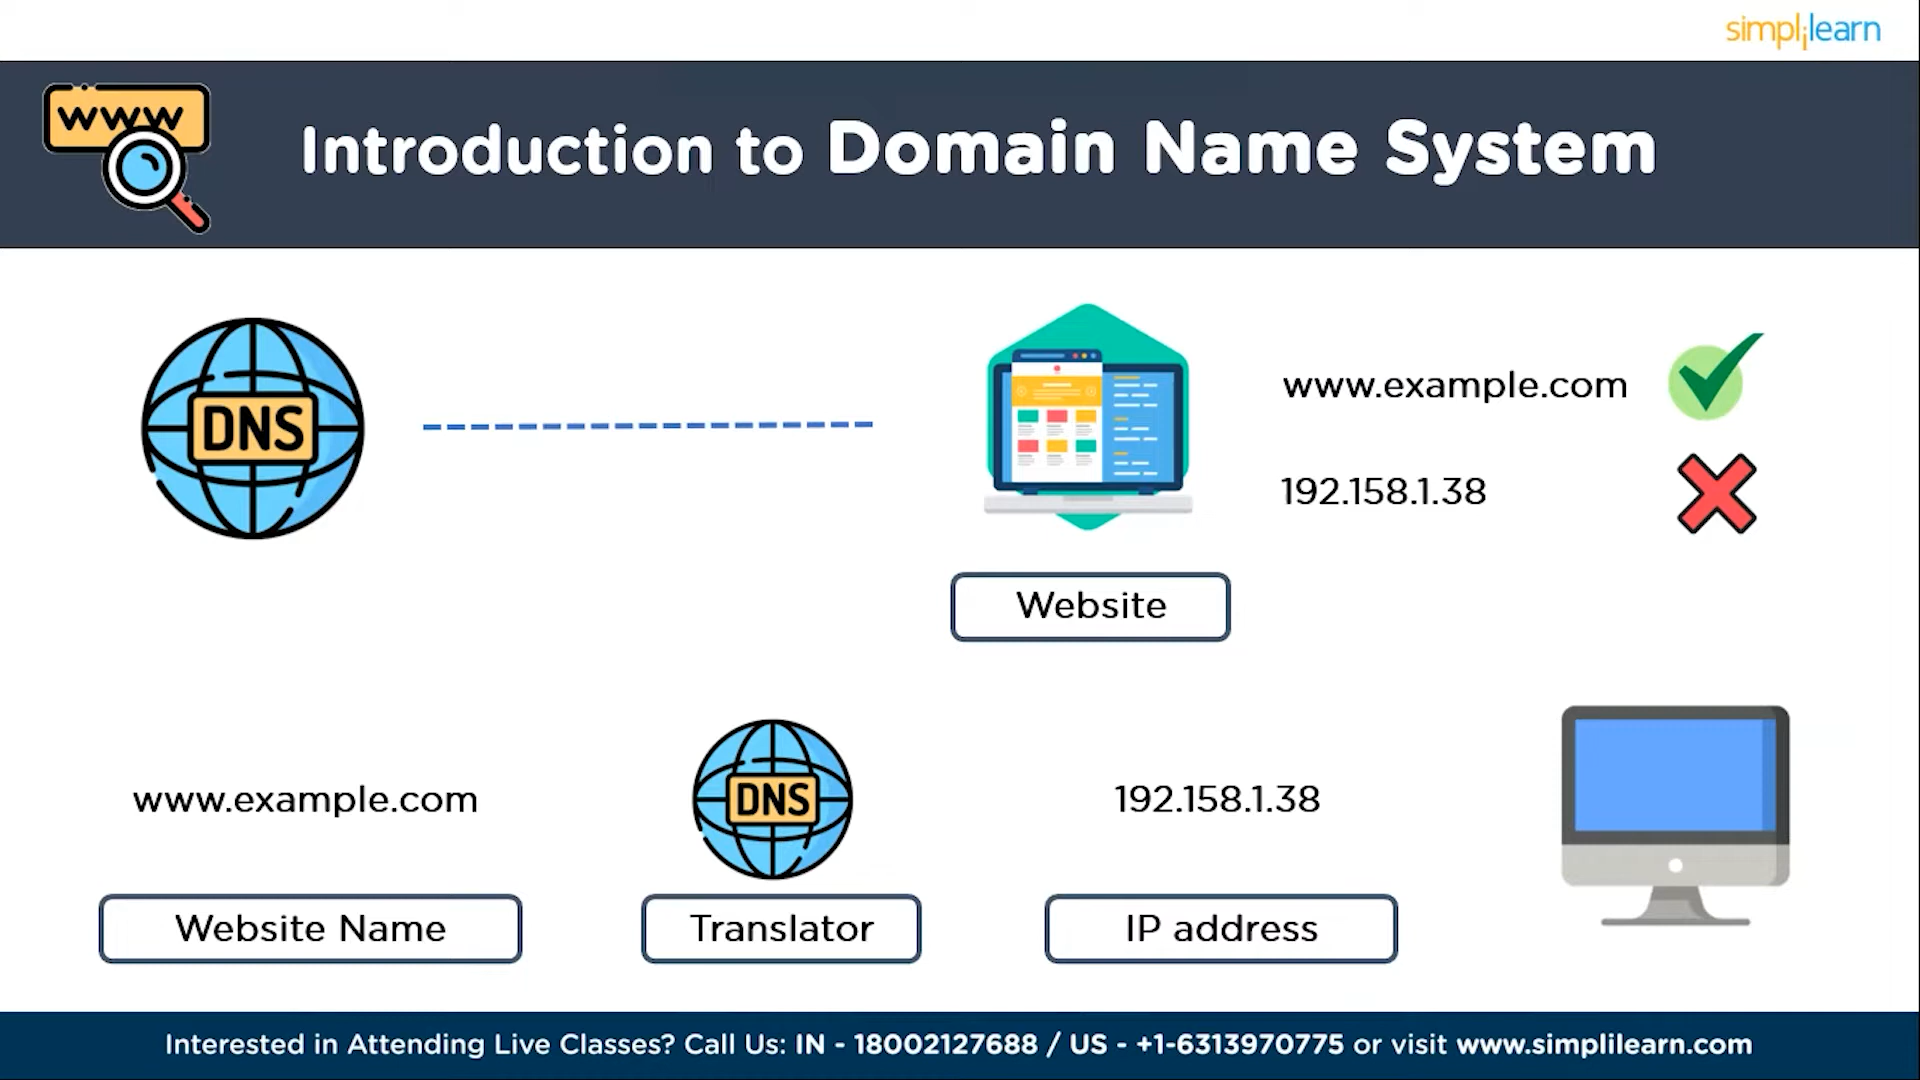 simplilearn
www
Introduction to Domain Name System
DNS
www.example.com
192.158.1.38
Website
www.example.com
DNS
192.158.1.38
Website Name
Translator
IP address
Interested in Attending Live Classes? Call Us: IN - 18002127688 / US - +1-6313970775 or visit www.simplilearn.com